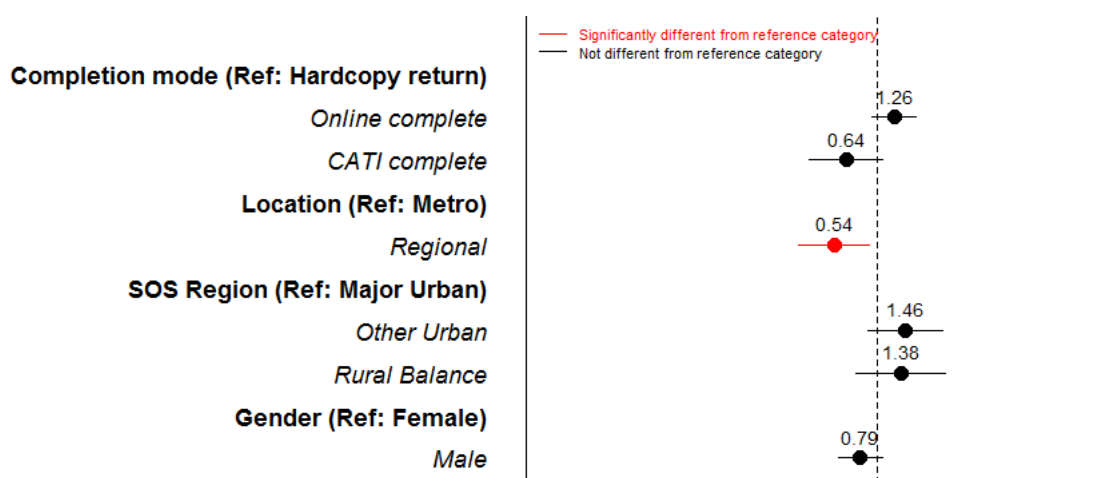 Significantly different from reference category
Not different from reference category
Completion mode (Ref: Hardcopy return)
Online complete
1.26
CATI complete
0.64
Location (Ref: Metro)
Regional
0.54
SOS Region (Ref: Major Urban)
Other Urban
1.46
Rural Balance
1.38
Gender (Ref: Female)
Male
0.79